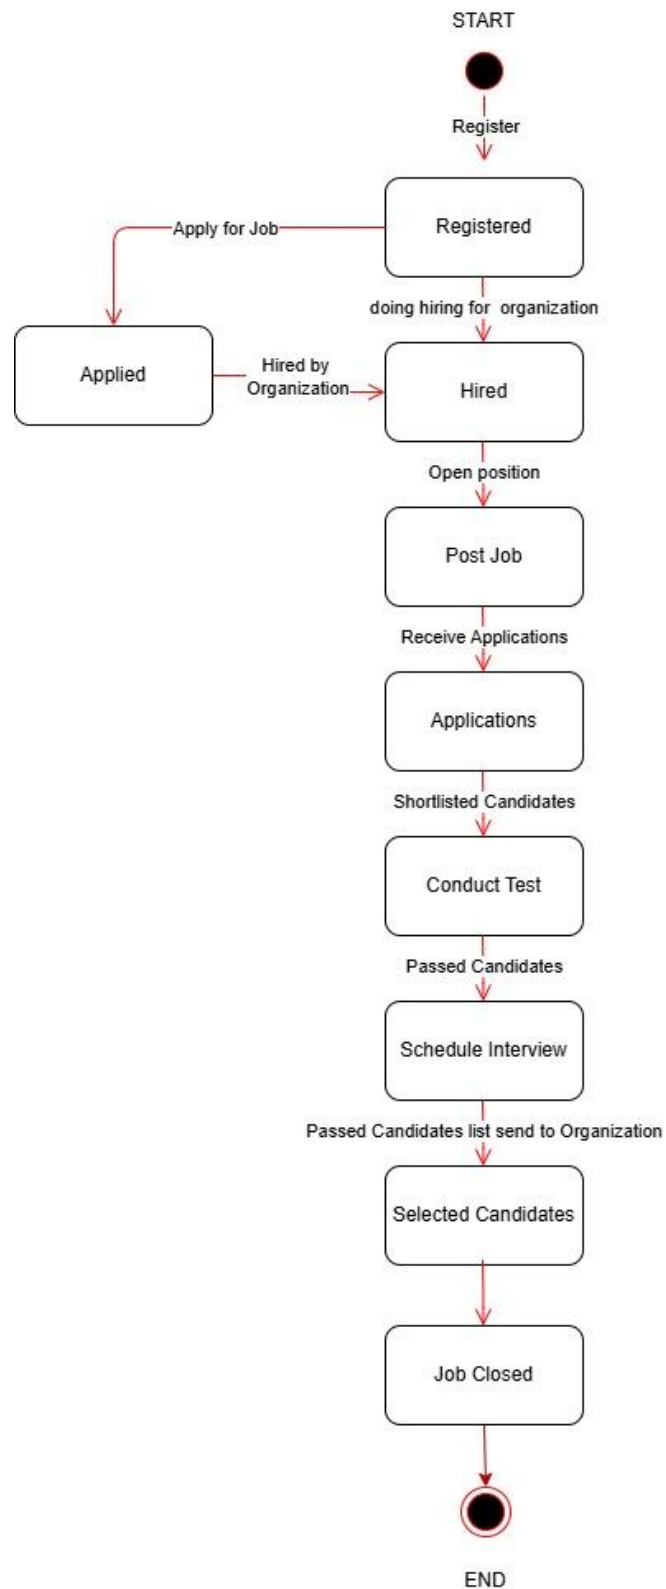 START
Register
Registered
Apply for Job
doing hiring for organization
Applied
Hired by
Organization
Hired
Open position
Post Job
Receive Applications
Applications
Shortlisted Candidates
Conduct Test
Passed Candidates
Schedule Interview
Passed Candidates list send to Organization
Selected Candidates
Job Closed
END